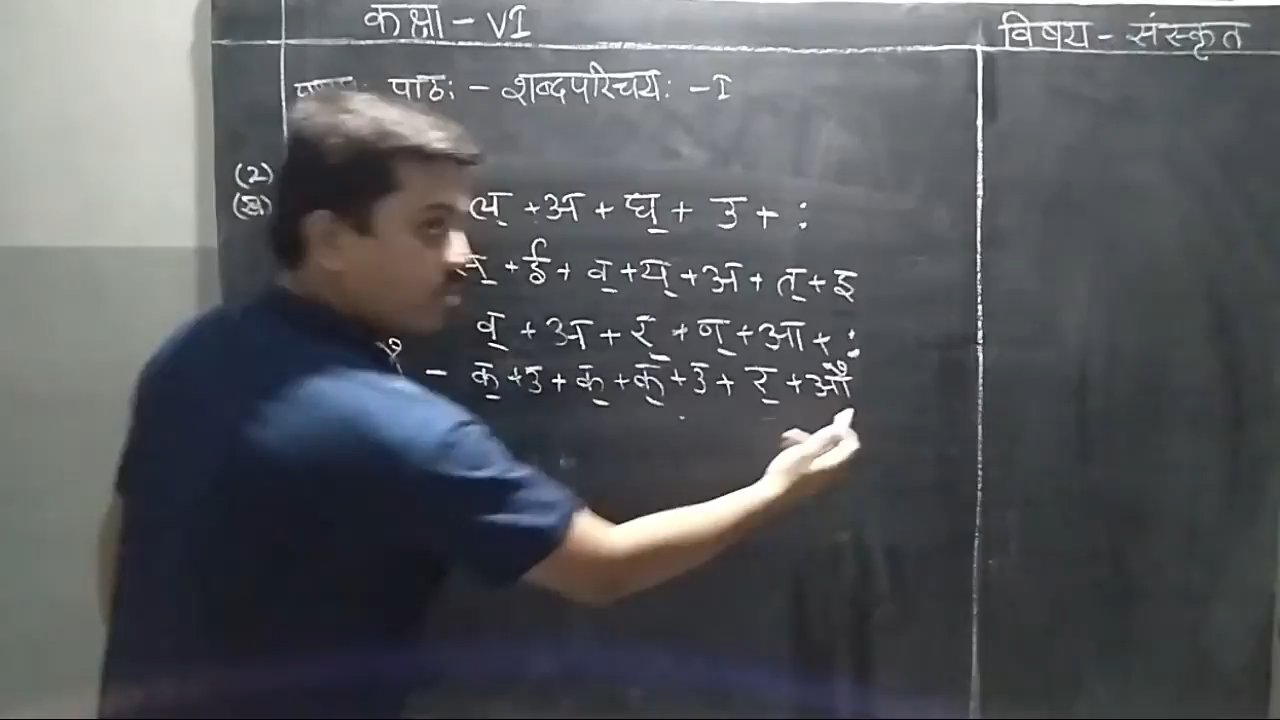 कक्षा - VI
विषय - संस्कृत
पाठः - शब्दपरिचयः - I
(2)
(ख)
ल् + अ + घ् + उ + :
+ ई + व् + य् + अ + त् + इ
व् + अ + र् + ण् + आ + :
- क् + उ + क् + क् + उ + र् + औ